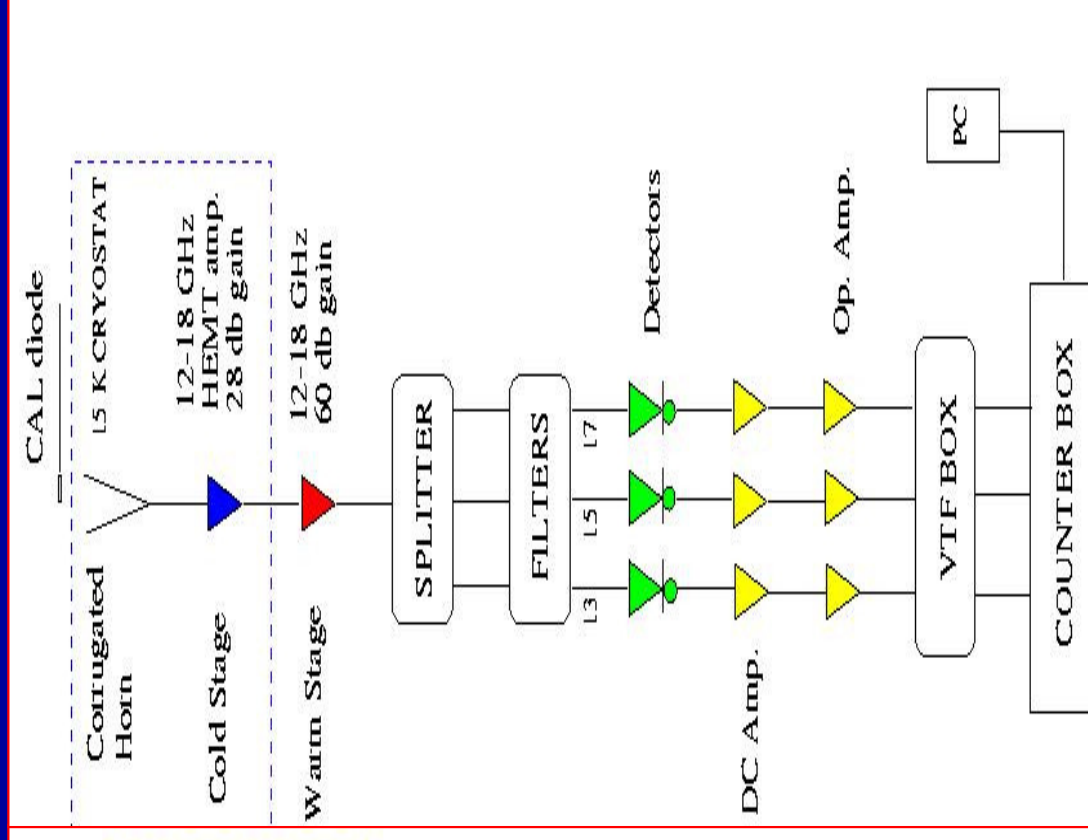 CAL diode
Corrugated
Horn
15 K CRYOSTAT
Cold Stage
12-18 GHz
HEMT amp.
28 db gain
Warm Stage
12-18 GHz
60 db gain
SPLITTER
FILTERS
13
15
17
Detectors
DC Amp.
Op. Amp.
VTF BOX
PC
COUNTER BOX